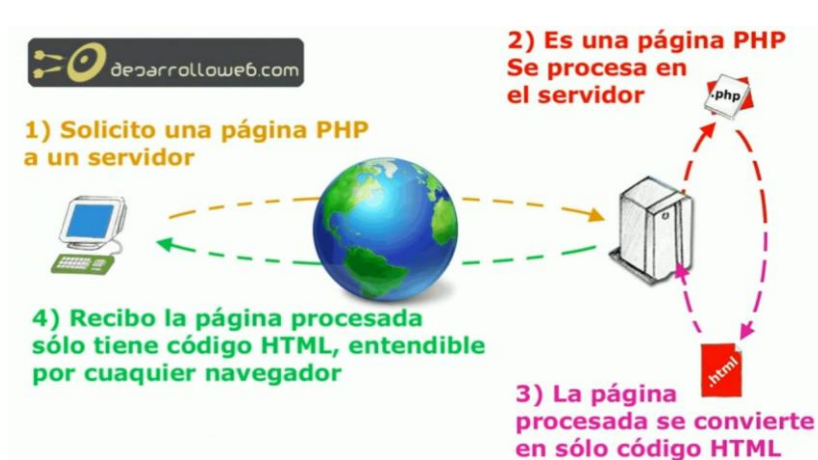 desarrolloweb.com
1) Solicito una página PHP
a un servidor
2) Es una página PHP
Se procesa en
el servidor
.php
4) Recibo la página procesada
sólo tiene código HTML, entendible
por cuaquier navegador
.html
3) La página
procesada se convierte
en sólo código HTML